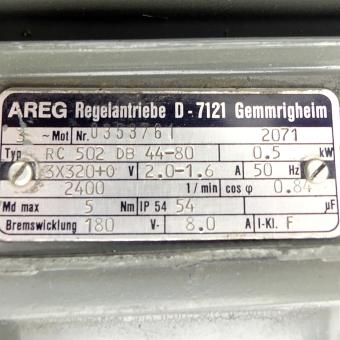 AREG Regelantriebe D-7121 Gemmrigheim
3 ~Mot Nr. 0353761 2071
Typ RC 502 DB 44-80 0.5 kW
3X320+0 V 2.0-1.6 A 50 Hz
2400 1/min cos φ 0.84
Md max 5 Nm IP 54 54 µF
Bremswicklung 180 V- 8.0 A I-Kl. F